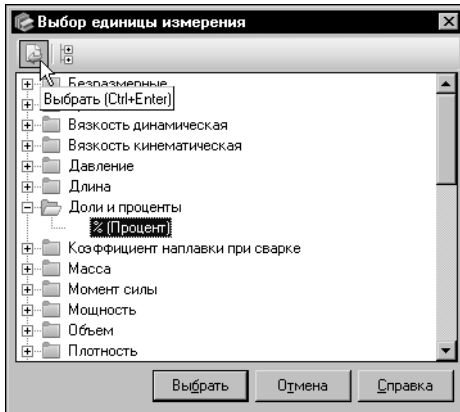 Выбор единицы измерения
Безразмерные
Выбрать (Ctrl+Enter)
Вязкость динамическая
Вязкость кинематическая
Давление
Длина
Доли и проценты
% (Процент)
Коэффициент наплавки при сварке
Масса
Момент силы
Мощность
Объем
Плотность
Выбрать Отмена Справка